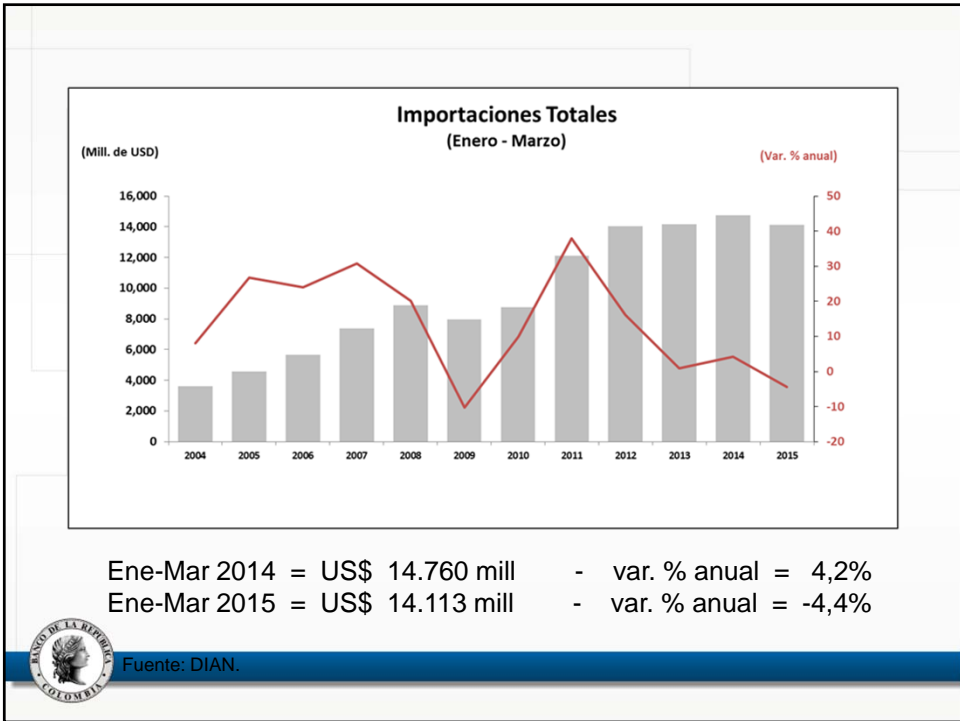 Importaciones Totales
(Enero - Marzo)
(Mill. de USD)
(Var. % anual)
16,000
14,000
12,000
10,000
8,000
6,000
4,000
2,000
0
50
40
30
20
10
0
-10
-20
2004 2005 2006 2007 2008 2009 2010 2011 2012 2013 2014 2015
Ene-Mar 2014 = US$ 14.760 mill - var. % anual = 4,2%
Ene-Mar 2015 = US$ 14.113 mill - var. % anual = -4,4%
BANCO DE LA REPUBLICA
COLOMBIA
Fuente: DIAN.